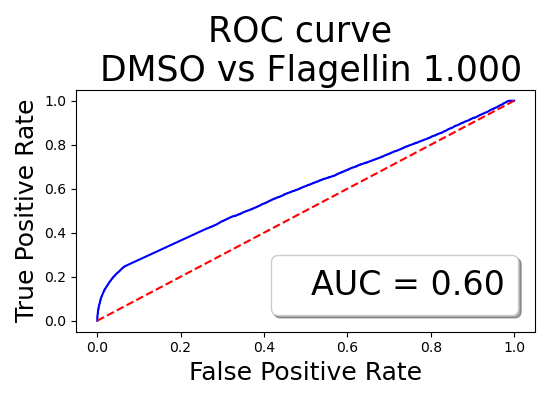 ROC curve
DMSO vs Flagellin 1.000
True Positive Rate
1.0
0.8
0.6
0.4
0.2
0.0
AUC = 0.60
0.0 0.2 0.4 0.6 0.8 1.0
False Positive Rate